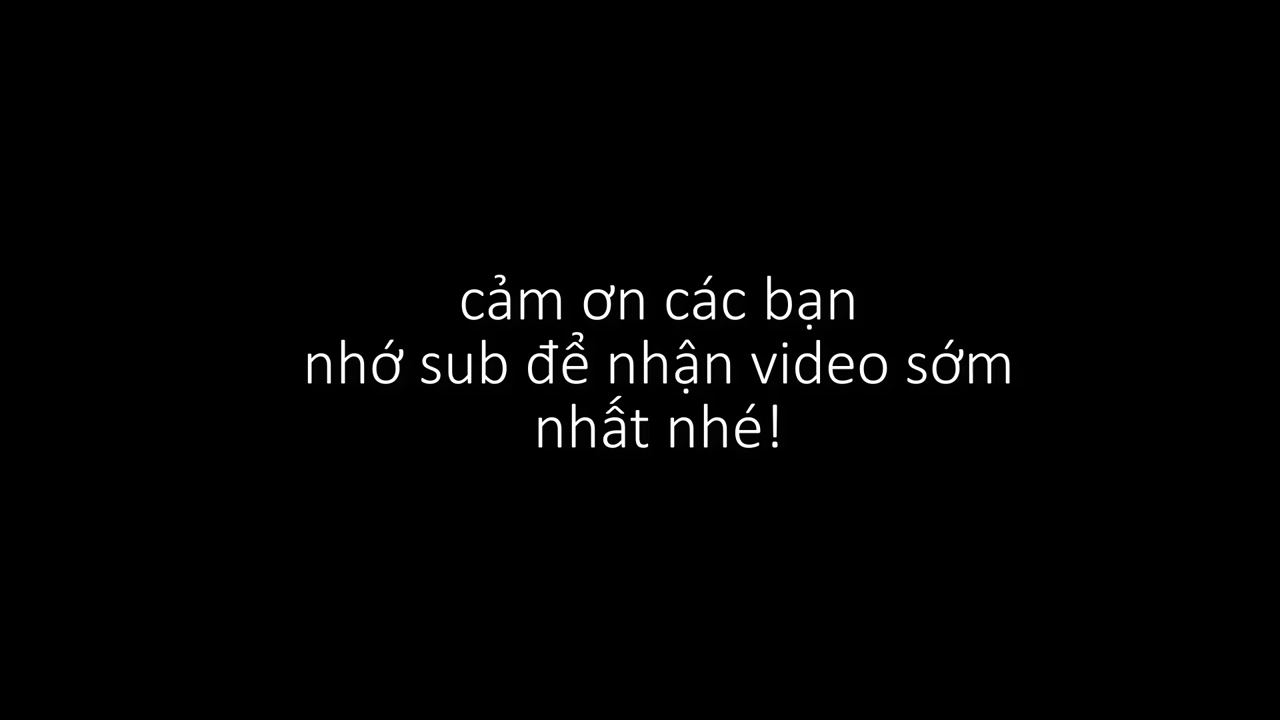 cảm ơn các bạn
nhớ sub để nhận video sớm
nhất nhé!